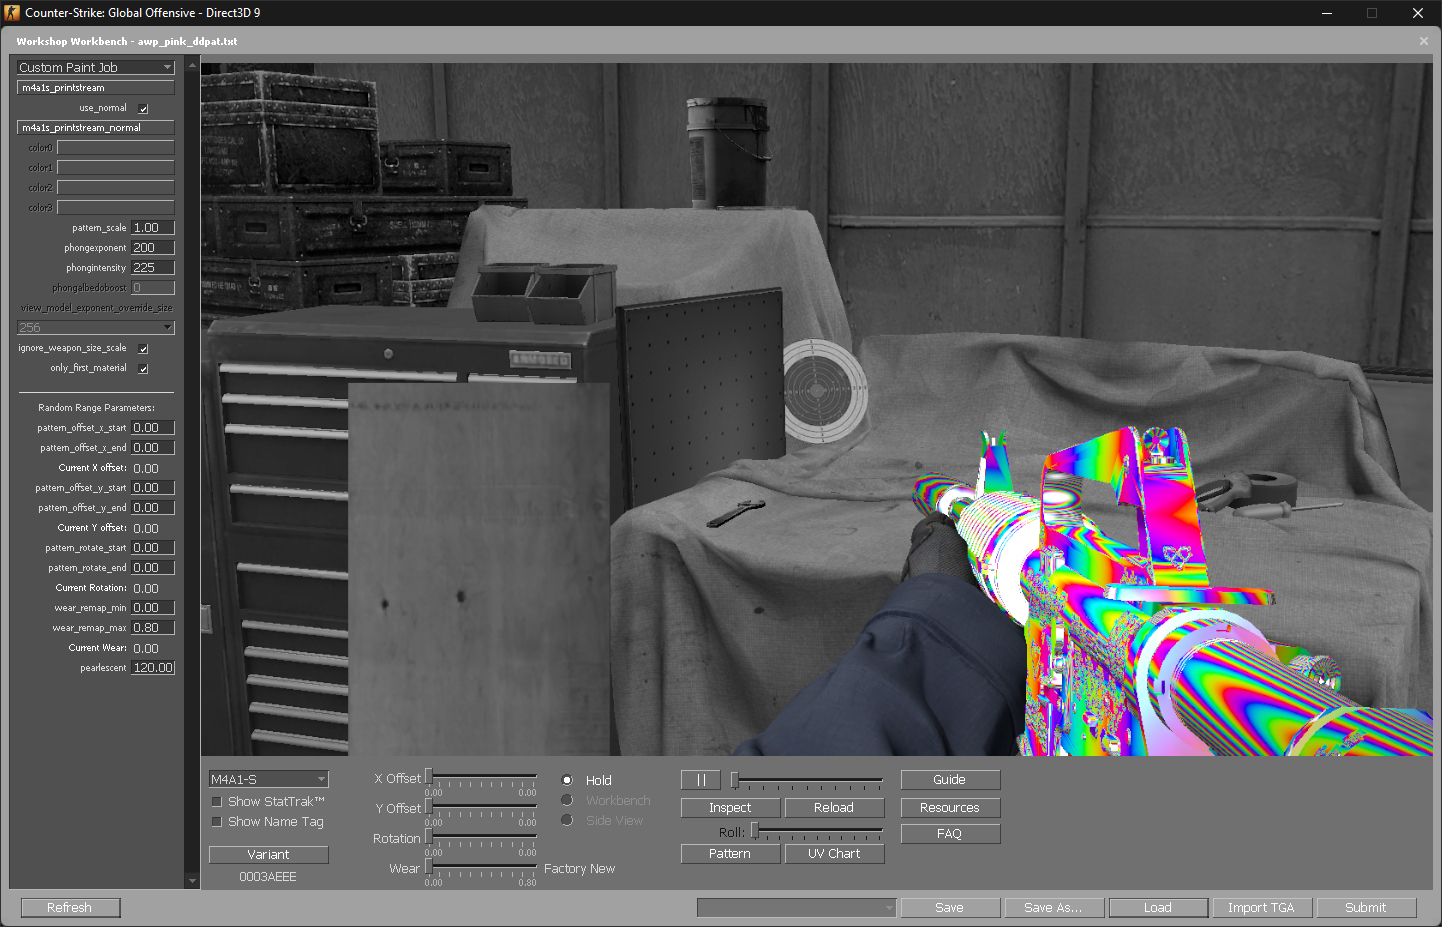 Counter-Strike: Global Offensive - Direct3D 9
Workshop Workbench - awp_pink_ddpat.txt
Custom Paint Job
m4a1s_printstream
use_normal
m4a1s_printstream_normal
color0
color1
color2
color3
pattern_scale 1.00
phongexponent 200
phongintensity 225
phongalbedoboost 0
view_model_exponent_override_size
256
ignore_weapon_size_scale
only_first_material
Random Range Parameters:
pattern_offset_x_start 0.00
pattern_offset_x_end 0.00
Current X offset: 0.00
pattern_offset_y_start 0.00
pattern_offset_y_end 0.00
Current Y offset: 0.00
pattern_rotate_start 0.00
pattern_rotate_end 0.00
Current Rotation: 0.00
wear_remap_min 0.00
wear_remap_max 0.80
Current Wear: 0.00
pearlescent 120.00
M4A1-S
Show StatTrak™
Show Name Tag
Variant
0003AEEE
X Offset
0.00 0.00
Y Offset
0.00 0.00
Rotation
0.00 0.00
Wear Factory New
0.00 0.80
Hold
Workbench
Side View
Inspect Reload
Roll:
Pattern UV Chart
Guide
Resources
FAQ
Refresh Save Save As... Load Import TGA Submit